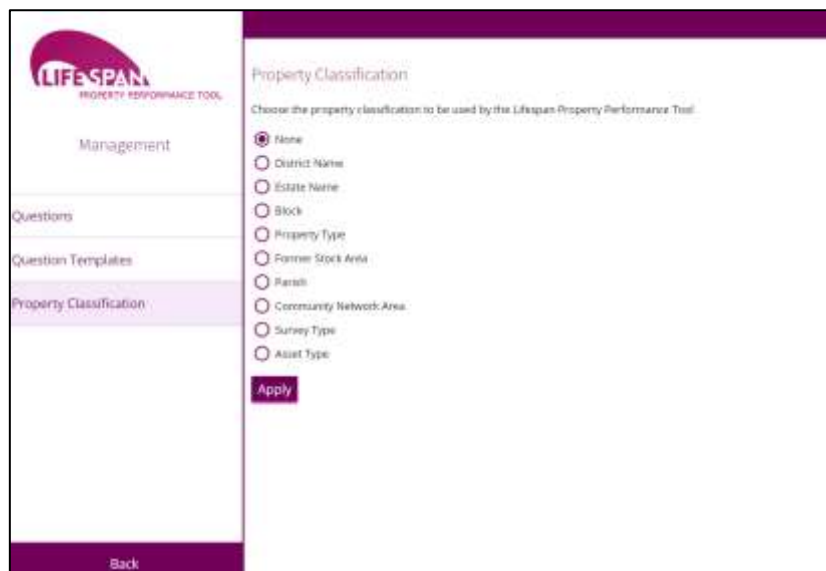 LIFESPAN
PROPERTY PERFORMANCE TOOL
Management
Questions
Question Templates
Property Classification
Back
Property Classification
Choose the property classification to be used by the Lifespan Property Performance Tool
None
District Name
Estate Name
Block
Property Type
Former Stock Area
Parish
Community Network Area
Survey Type
Asset Type
Apply